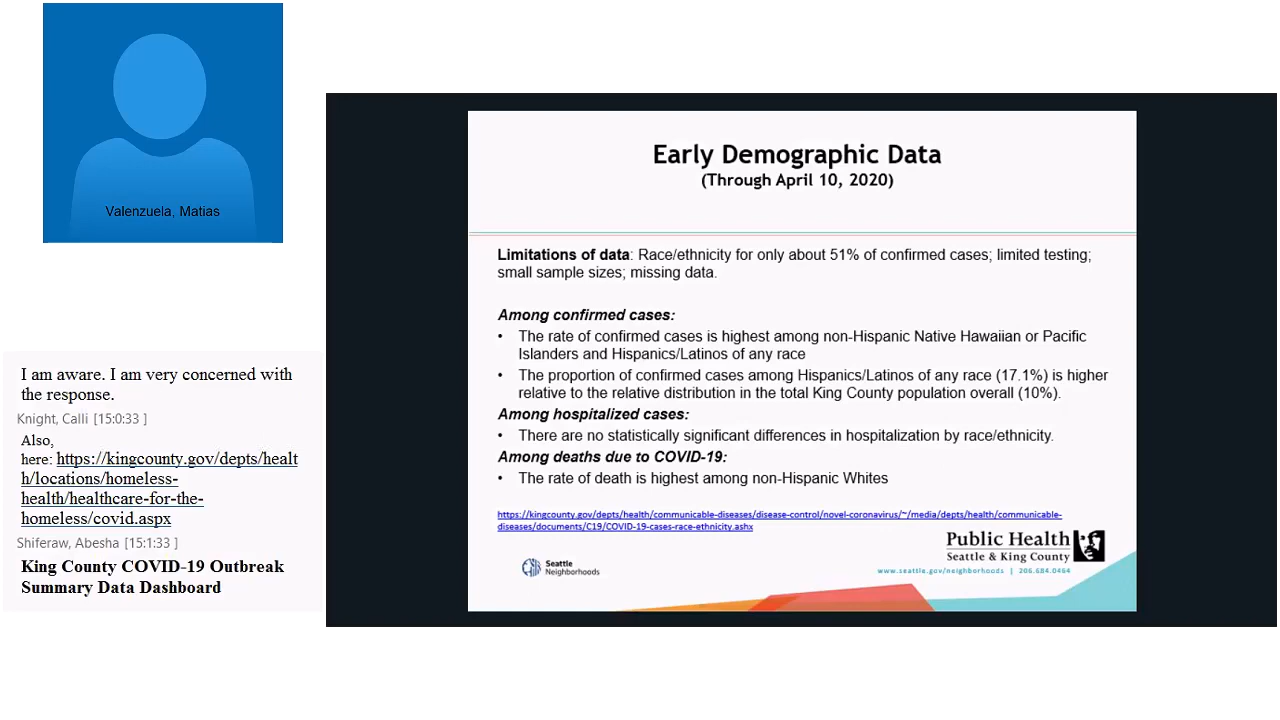 Valenzuela, Matias
I am aware. I am very concerned with
the response.
Knight, Calli [15:0:33 ]
Also,
here: https://kingcounty.gov/depts/healt
h/locations/homeless-
health/healthcare-for-the-
homeless/covid.aspx
Shiferaw, Abesha [15:1:33 ]
King County COVID-19 Outbreak
Summary Data Dashboard
Early Demographic Data
(Through April 10, 2020)
Limitations of data: Race/ethnicity for only about 51% of confirmed cases; limited testing;
small sample sizes; missing data.
Among confirmed cases:
• The rate of confirmed cases is highest among non-Hispanic Native Hawaiian or Pacific
Islanders and Hispanics/Latinos of any race
• The proportion of confirmed cases among Hispanics/Latinos of any race (17.1%) is higher
relative to the relative distribution in the total King County population overall (10%).
Among hospitalized cases:
• There are no statistically significant differences in hospitalization by race/ethnicity.
Among deaths due to COVID-19:
• The rate of death is highest among non-Hispanic Whites
https://kingcounty.gov/depts/health/communicable-diseases/disease-control/novel-coronavirus/~/media/depts/health/communicable-
diseases/documents/C19/COVID-19-cases-race-ethnicity.ashx
Public Health
Seattle & King County
Seattle
Neighborhoods
www.seattle.gov/neighborhoods | 206.684.0464